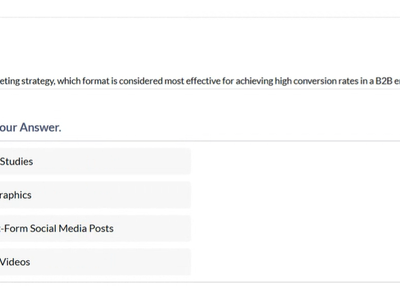 eting strategy, which format is considered most effective for achieving high conversion rates in a B2B e
our Answer.
Studies
raphics
-Form Social Media Posts
Videos